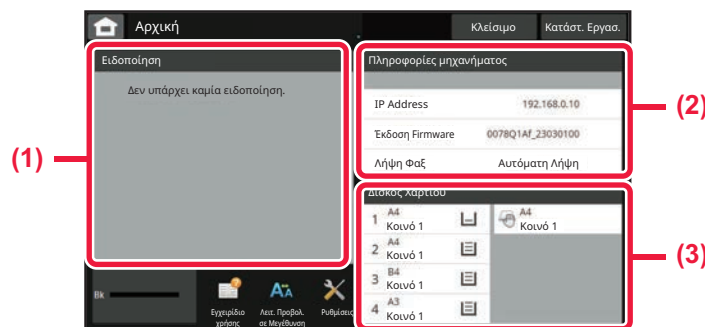 Αρχική
Κλείσιμο
Κατάστ. Εργασ.
Ειδοποίηση
Δεν υπάρχει καμία ειδοποίηση.
(1)
Πληροφορίες μηχανήματος
IP Address 192.168.0.10
Έκδοση Firmware 0078Q1Af_23030100
Λήψη Φαξ Αυτόματη Λήψη
(2)
Δίσκος Χαρτιού
1 A4
Κοινό 1
2 A4
Κοινό 1
3 B4
Κοινό 1
4 A3
Κοινό 1
A4
Κοινό 1
(3)
Bk
Εγχειρίδιο
χρήσης
Λειτ. Προβολ.
σε Μεγέθυνση
Ρυθμίσεις